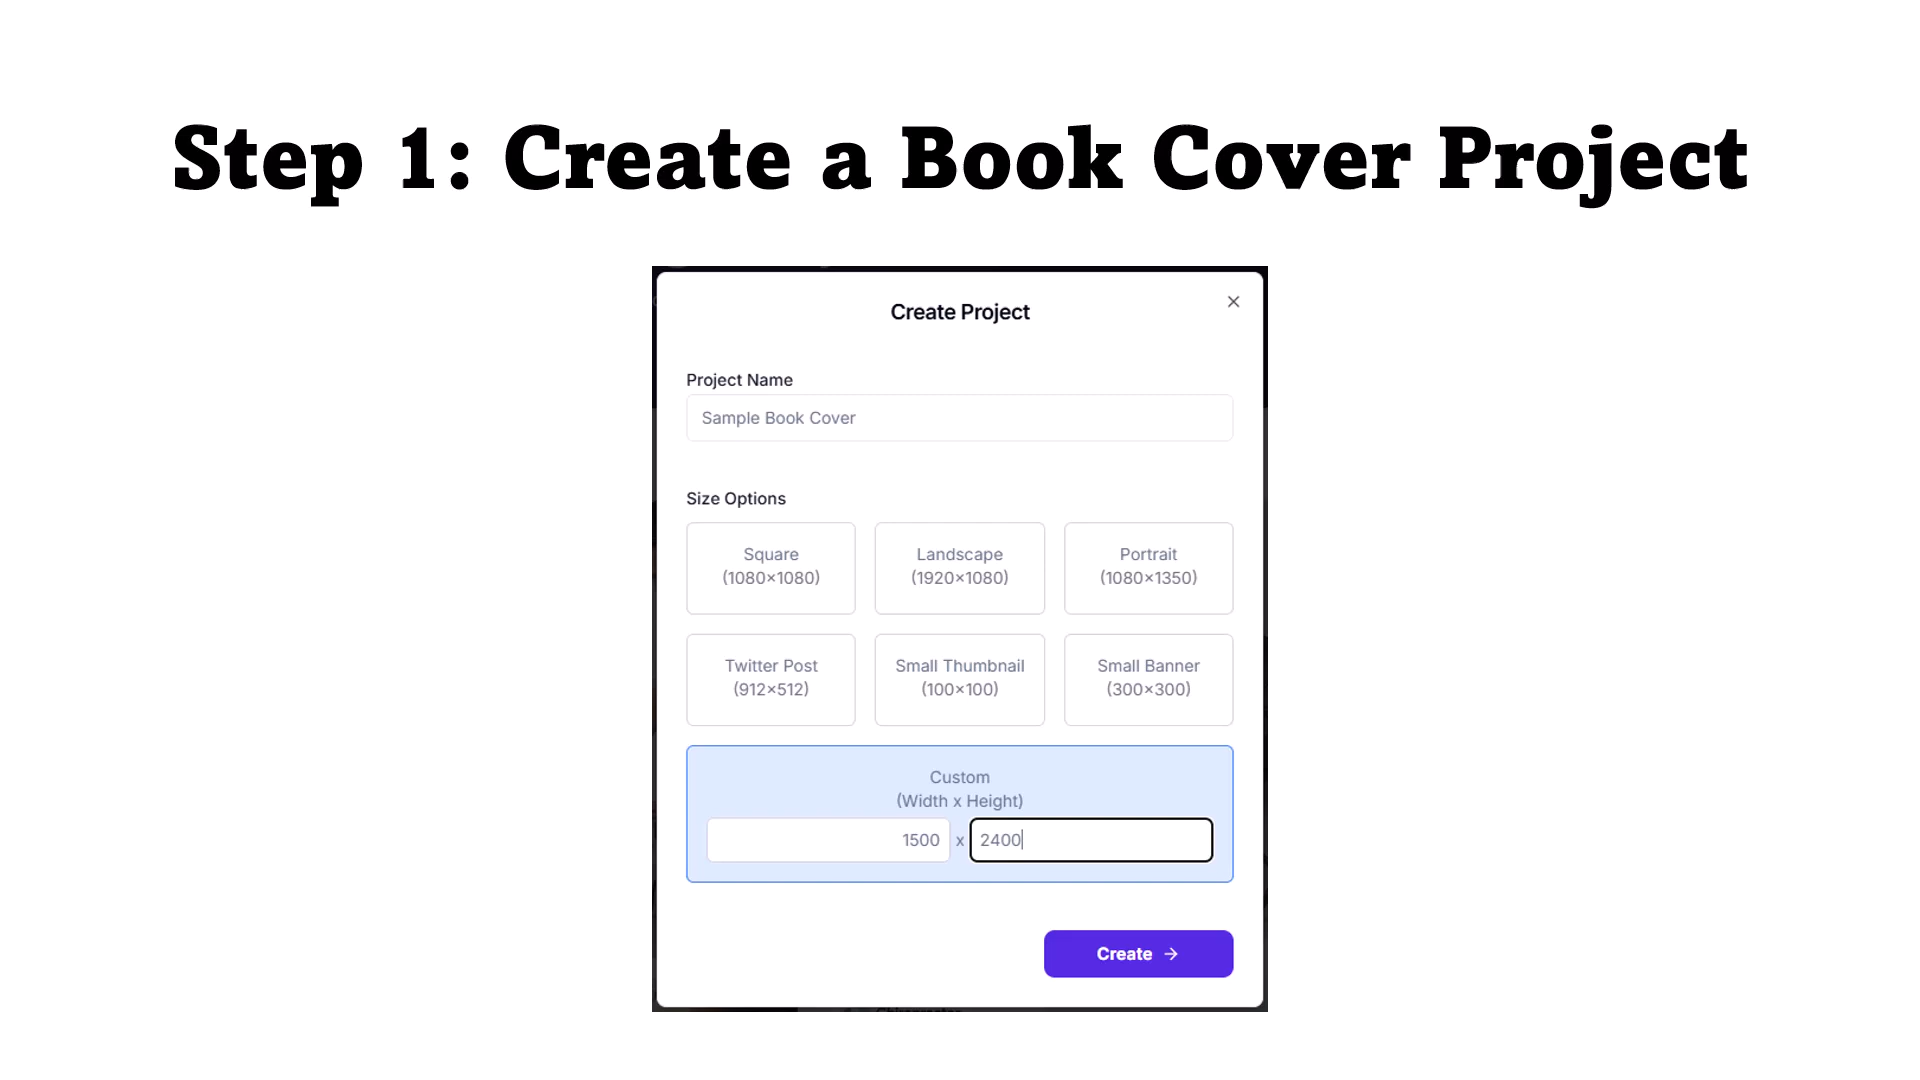 Step 1: Create a Book Cover Project
Create Project
Project Name
Sample Book Cover
Size Options
Square
(1080×1080)
Landscape
(1920×1080)
Portrait
(1080×1350)
Twitter Post
(912×512)
Small Thumbnail
(100×100)
Small Banner
(300×300)
Custom
(Width x Height)
1500 x 2400
Create →